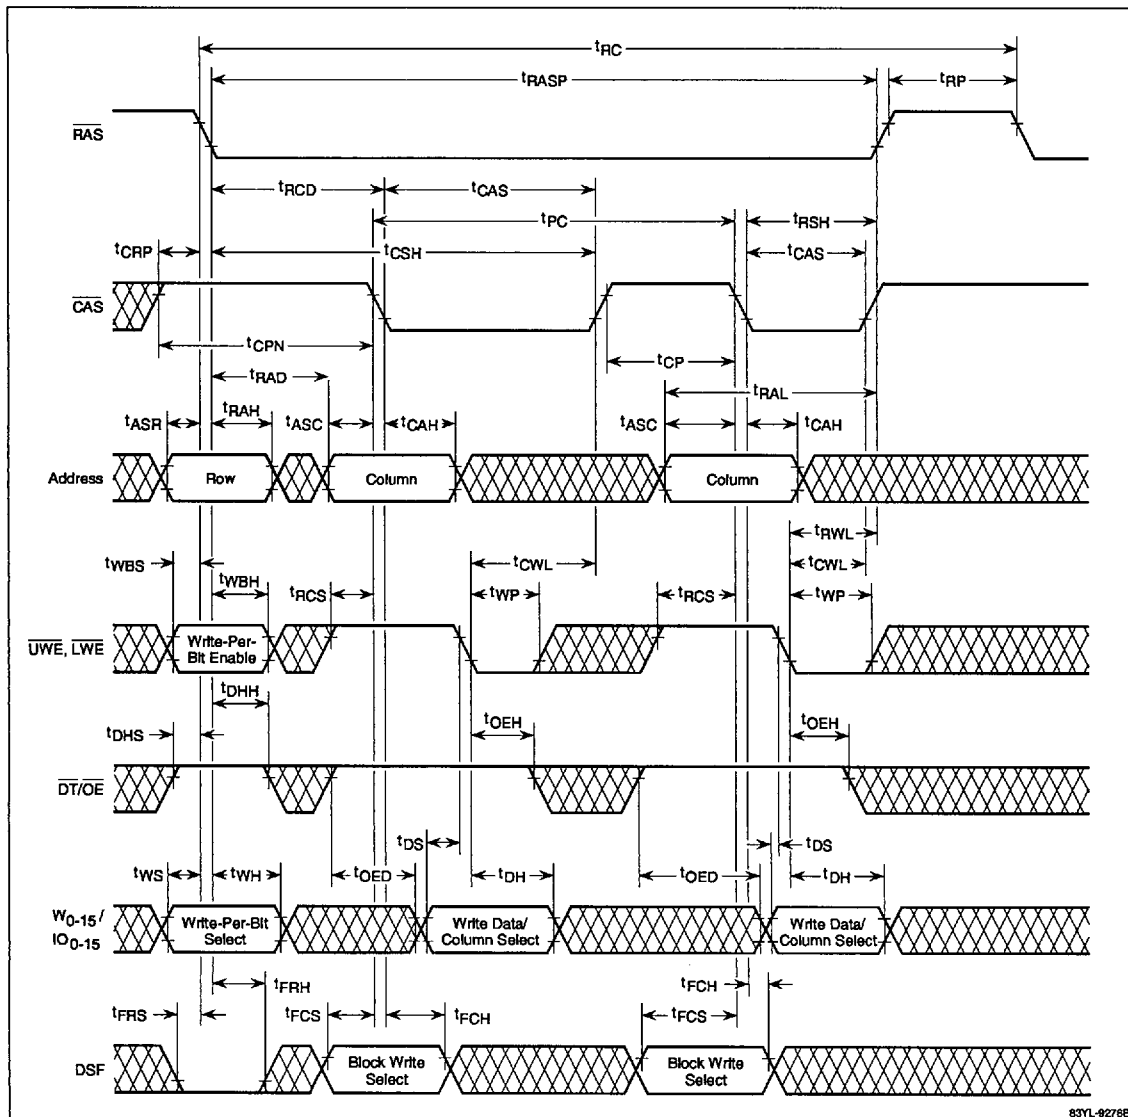 tRC
tRASP
tRP
RAS
tRCD
tCAS
tPC
tRSH
tCRP
tCSH
tCAS
CAS
tCPN
tCP
tRAD
tRAL
tASR
tRAH
tASC
tCAH
tASC
tCAH
Address
Row
Column
Column
tRWL
tWBS
tCWL
tCWL
tWBH
tRCS
tWP
tRCS
tWP
UWE, LWE
Write-Per-
Bit Enable
tDHH
tDHS
tOEH
tOEH
DT/OE
tDS
tDS
tWS
tWH
tOED
tDH
tOED
tDH
W0-15 /
IO0-15
Write-Per-Bit
Select
Write Data/
Column Select
Write Data/
Column Select
tFRH
tFCH
tFRS
tFCS
tFCH
tFCS
DSF
Block Write
Select
Block Write
Select
83YL-9276B